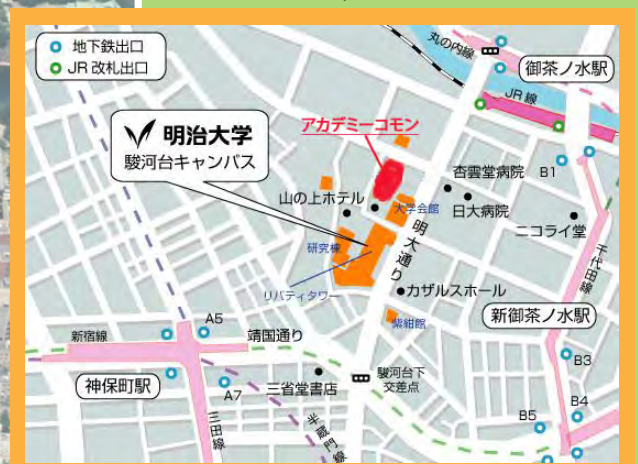 地下鉄出口
JR 改札出口
丸の内線
御茶ノ水駅
JR 線
明治大学
駿河台キャンパス
アカデミーコモン
杏雲堂病院
B1
山の上ホテル
大学会館
日大病院
ニコライ堂
研究棟
明大通り
千代田線
リバティタワー
カザルスホール
紫紺館
新御茶ノ水駅
A5
新宿線
靖国通り
B3
神保町駅
A7
三省堂書店
駿河台下
交差点
B4
B5
三田線
半蔵門線